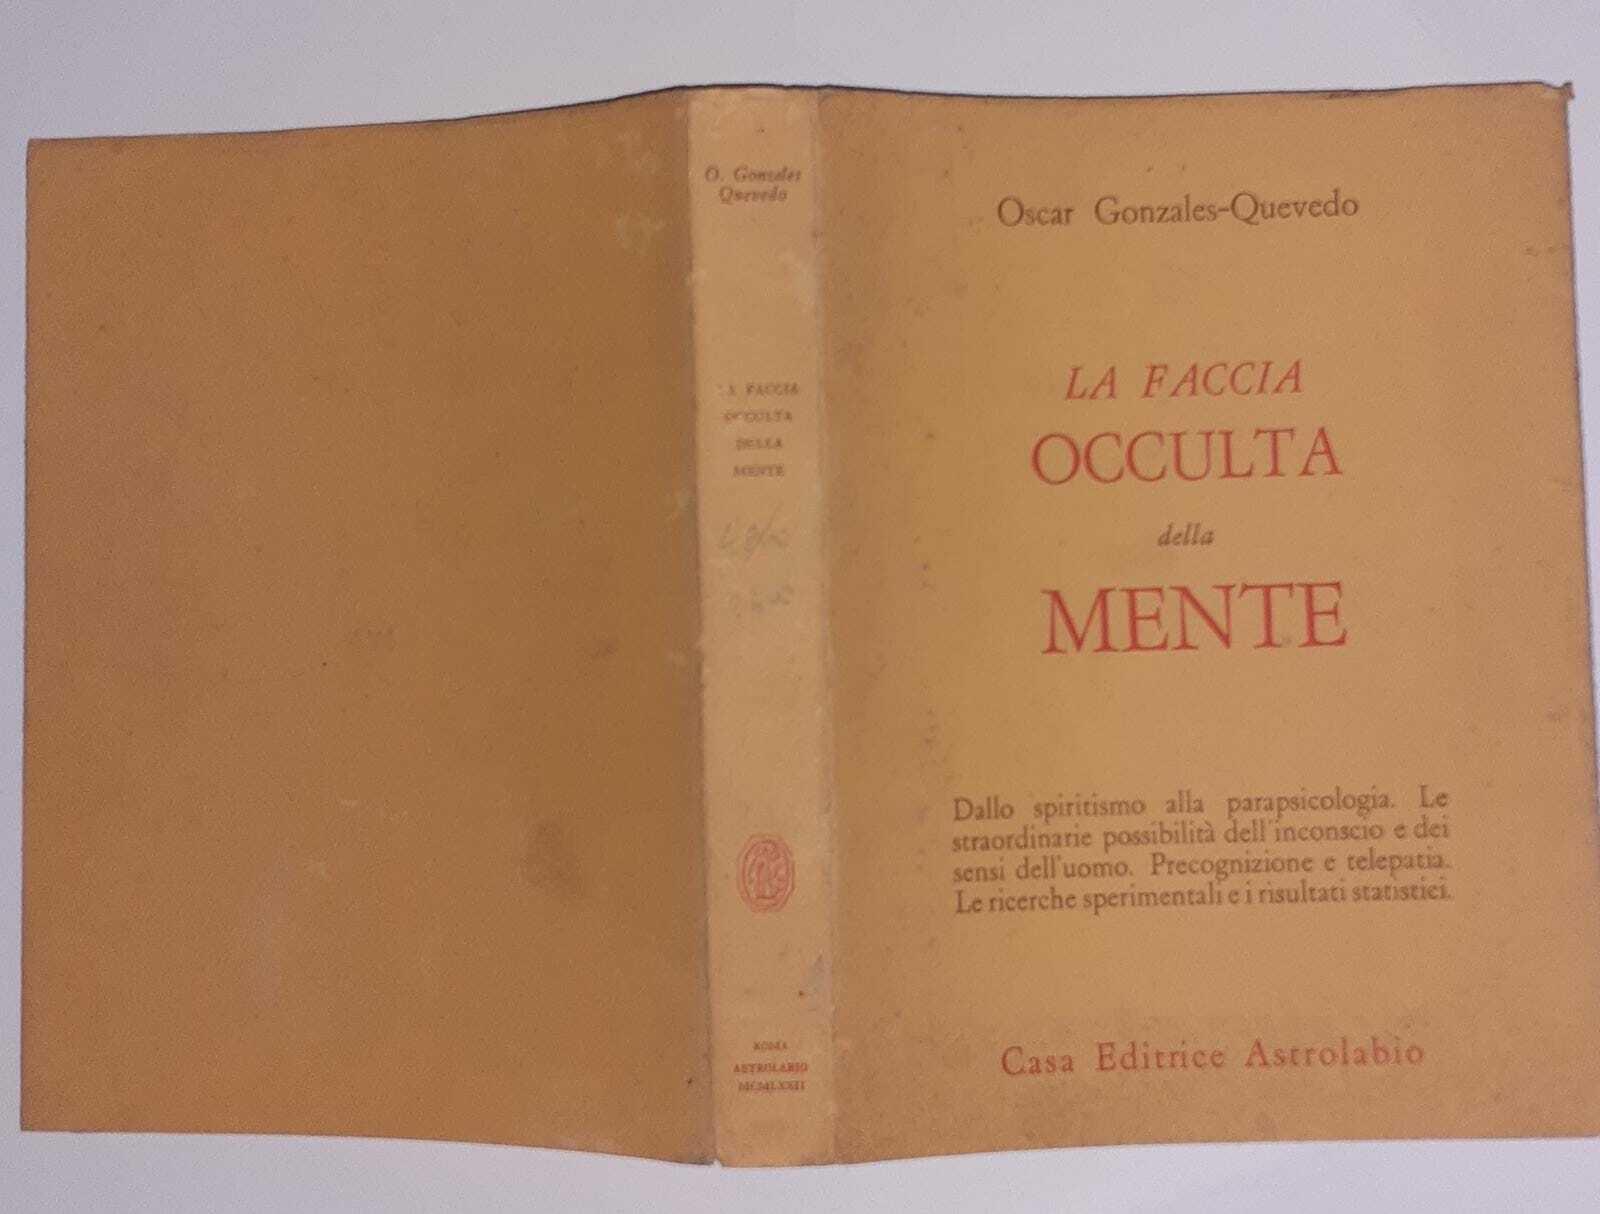 O. Gonzales
Quevedo
LA FACCIA
OCCULTA
DELLA
MENTE
ROMA
ASTROLABIO
MCMLXXII
Oscar Gonzales-Quevedo
LA FACCIA
OCCULTA
della
MENTE
Dallo spiritismo alla parapsicologia. Le
straordinarie possibilità dell'inconscio e dei
sensi dell'uomo. Precognizione e telepatia.
Le ricerche sperimentali e i risultati statistici.
Casa Editrice Astrolabio